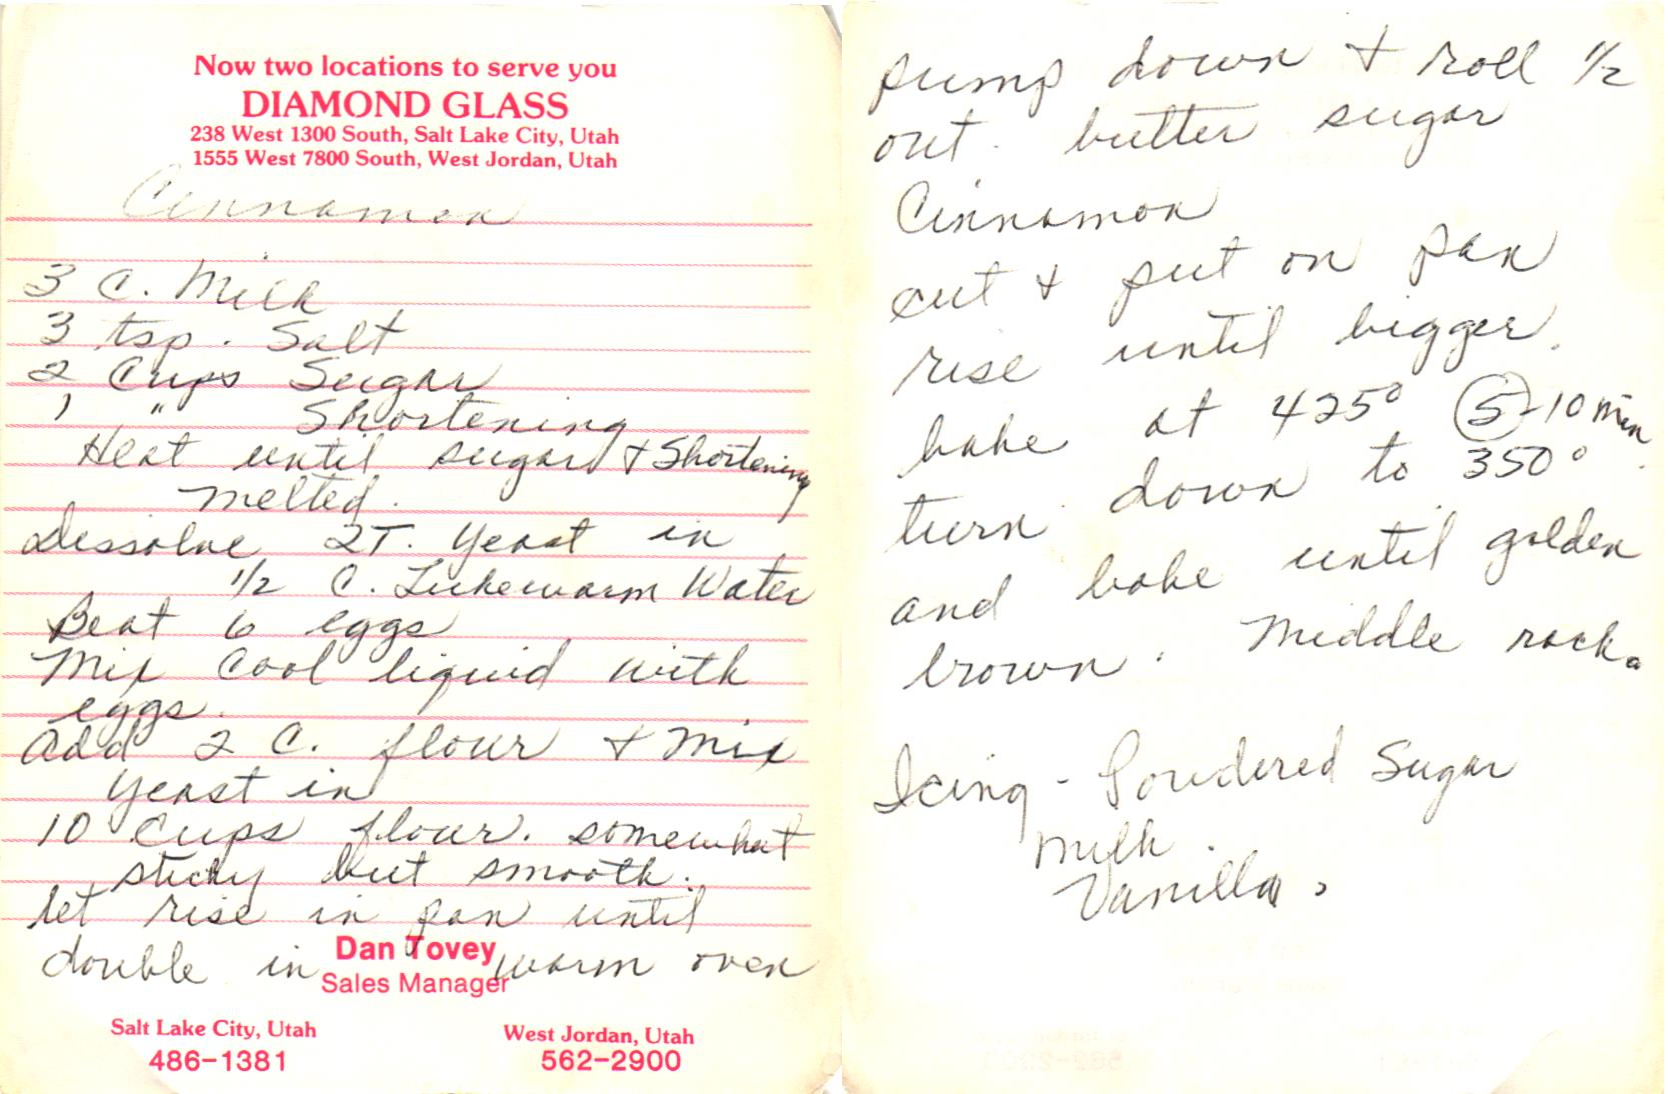 Now two locations to serve you
DIAMOND GLASS
238 West 1300 South, Salt Lake City, Utah
1555 West 7800 South, West Jordan, Utah
Cinnamon
3 C. Milk
3 tsp. Salt
2 Cups Sugar
1 " Shortening
Heat until sugar & Shortening
melted.
Dissolve 2T. Yeast in
1/2 C. Lukewarm Water
Beat 6 eggs
Mix cool liquid with
eggs.
add 2 C. flour & mix
yeast in
10 Cups flour. somewhat
sticky but smooth.
let rise in pan until
double in warm oven
Dan Tovey
Sales Manager
Salt Lake City, Utah
486-1381
West Jordan, Utah
562-2900
pump down & roll 1/2
out. butter sugar
Cinnamon
cut & put on pan
rise until bigger.
bake at 425° 5-10 min
turn down to 350°.
and bake until golden
brown. Middle rack.
Icing - Powdered Sugar
milk.
Vanilla.